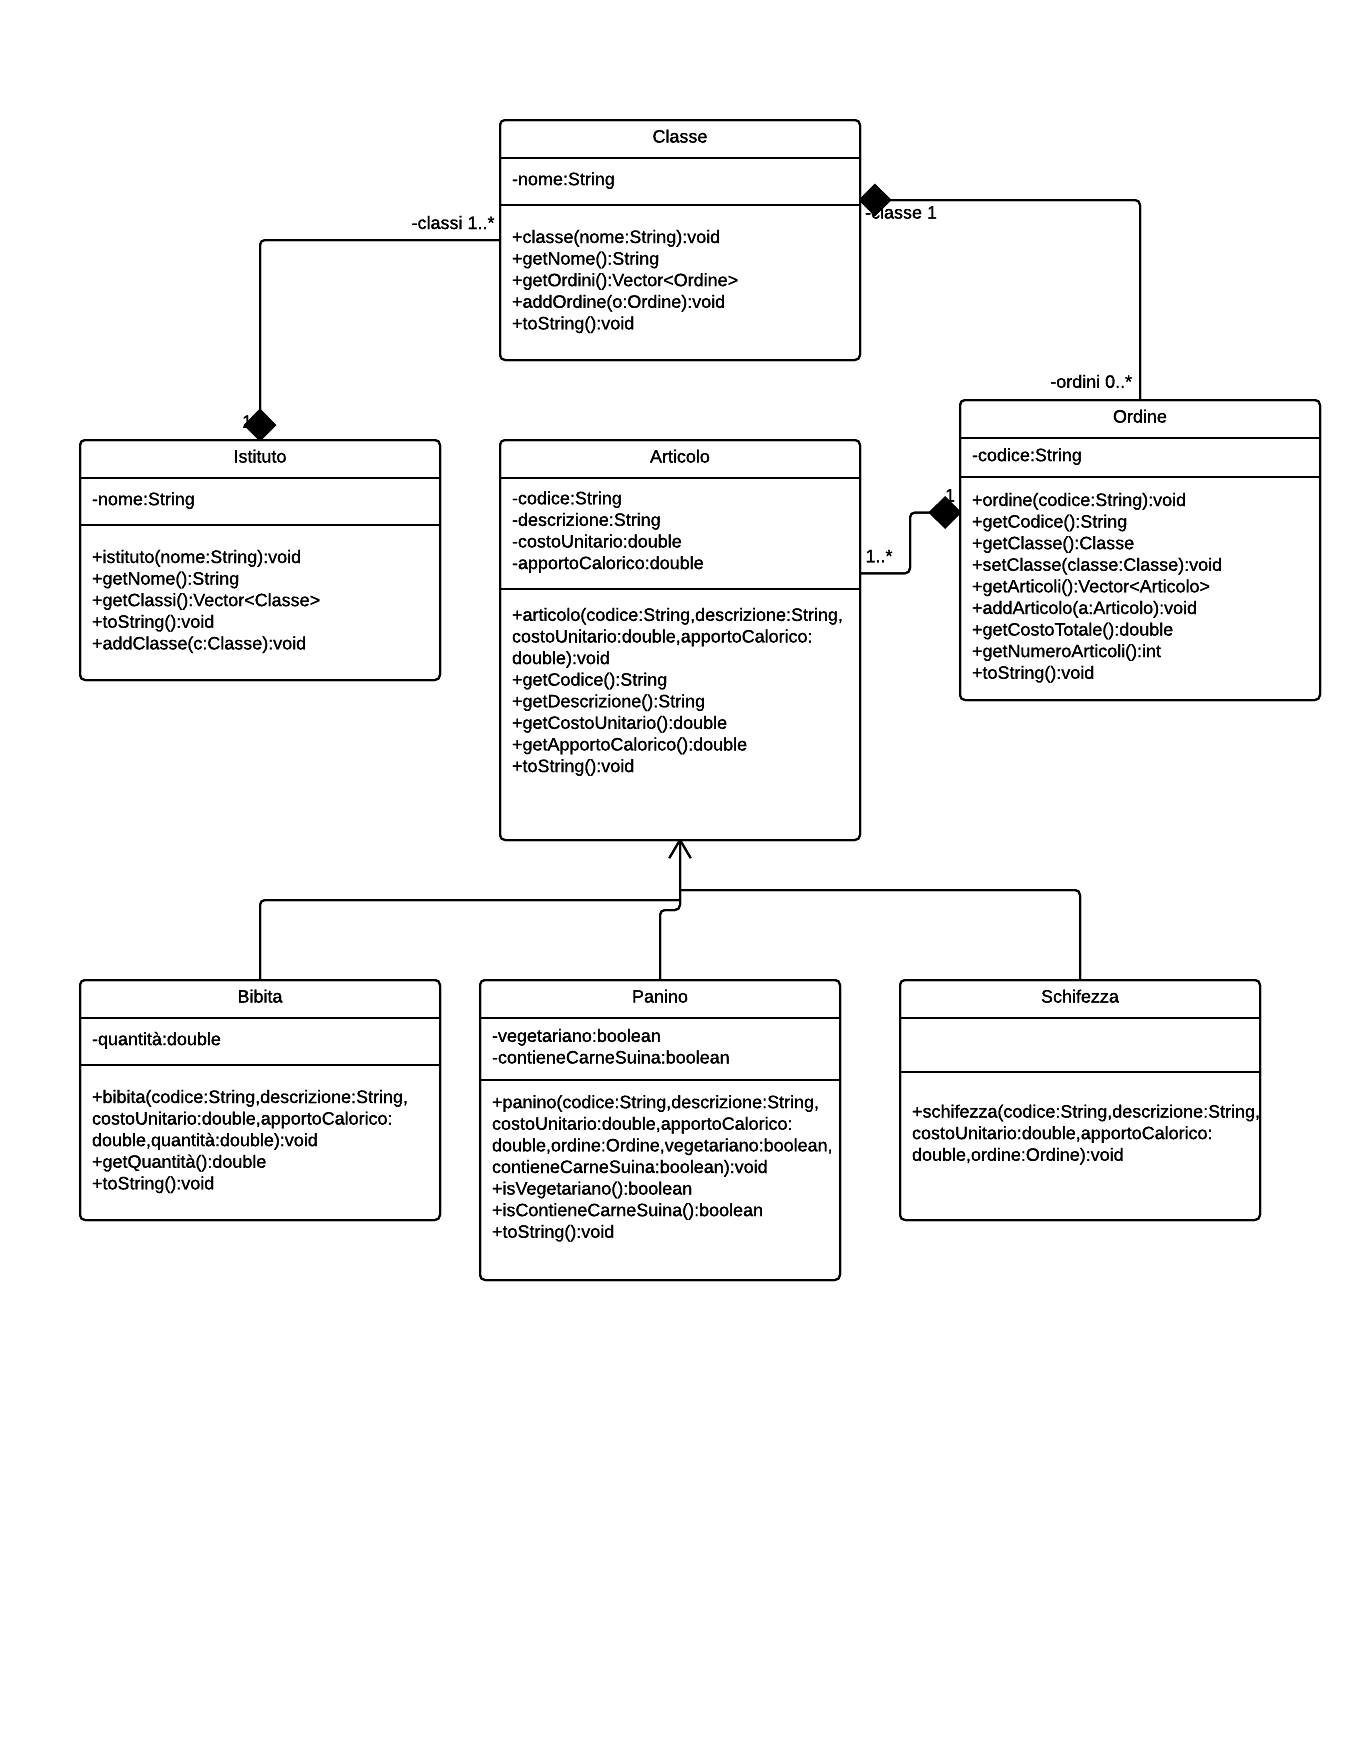 Classe
-nome:String
+classe(nome:String):void
+getNome():String
+getOrdini():Vector<Ordine>
+addOrdine(o:Ordine):void
+toString():void
-classi 1..*
-classe 1
-ordini 0..*
1
Istituto
-nome:String
+istituto(nome:String):void
+getNome():String
+getClassi():Vector<Classe>
+toString():void
+addClasse(c:Classe):void
Articolo
-codice:String
-descrizione:String
-costoUnitario:double
-apportoCalorico:double
+articolo(codice:String,descrizione:String,
costoUnitario:double,apportoCalorico:
double):void
+getCodice():String
+getDescrizione():String
+getCostoUnitario():double
+getApportoCalorico():double
+toString():void
1
1..*
Ordine
-codice:String
+ordine(codice:String):void
+getCodice():String
+getClasse():Classe
+setClasse(classe:Classe):void
+getArticoli():Vector<Articolo>
+addArticolo(a:Articolo):void
+getCostoTotale():double
+getNumeroArticoli():int
+toString():void
Bibita
-quantità:double
+bibita(codice:String,descrizione:String,
costoUnitario:double,apportoCalorico:
double,quantità:double):void
+getQuantità():double
+toString():void
Panino
-vegetariano:boolean
-contieneCarneSuina:boolean
+panino(codice:String,descrizione:String,
costoUnitario:double,apportoCalorico:
double,ordine:Ordine,vegetariano:boolean,
contieneCarneSuina:boolean):void
+isVegetariano():boolean
+isContieneCarneSuina():boolean
+toString():void
Schifezza
+schifezza(codice:String,descrizione:String,
costoUnitario:double,apportoCalorico:
double,ordine:Ordine):void